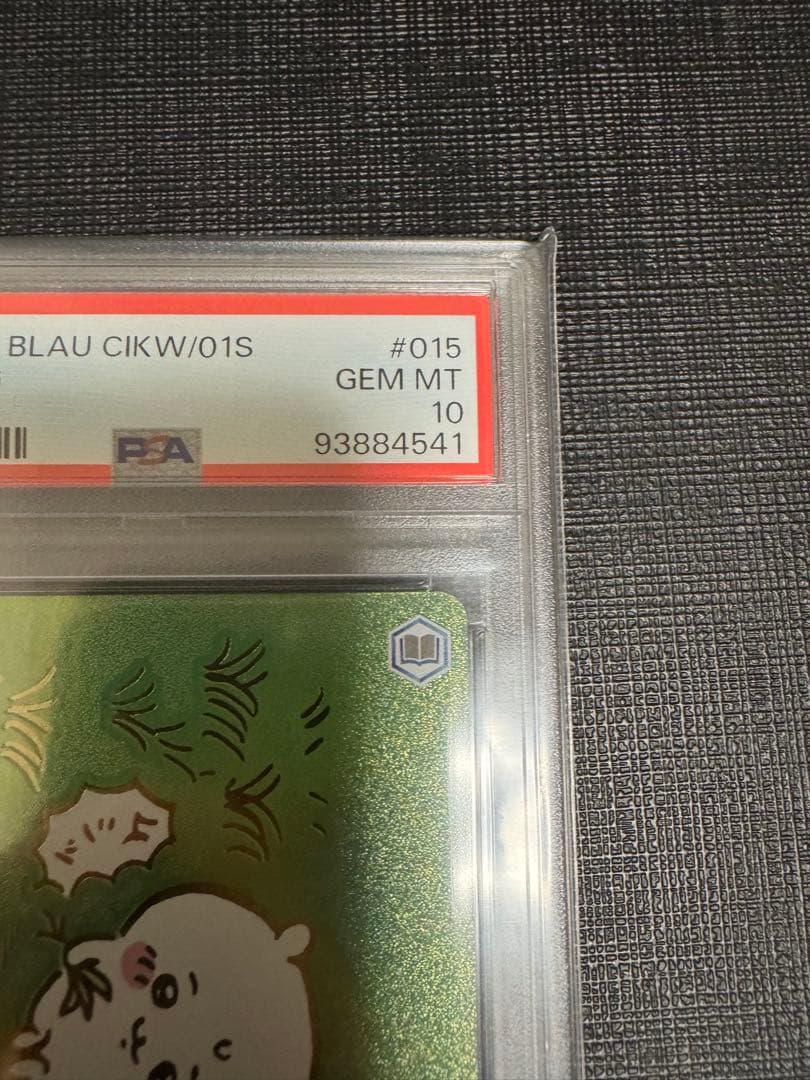 BLAU CIKW/01S
#015
GEM MT
10
PSA
93884541